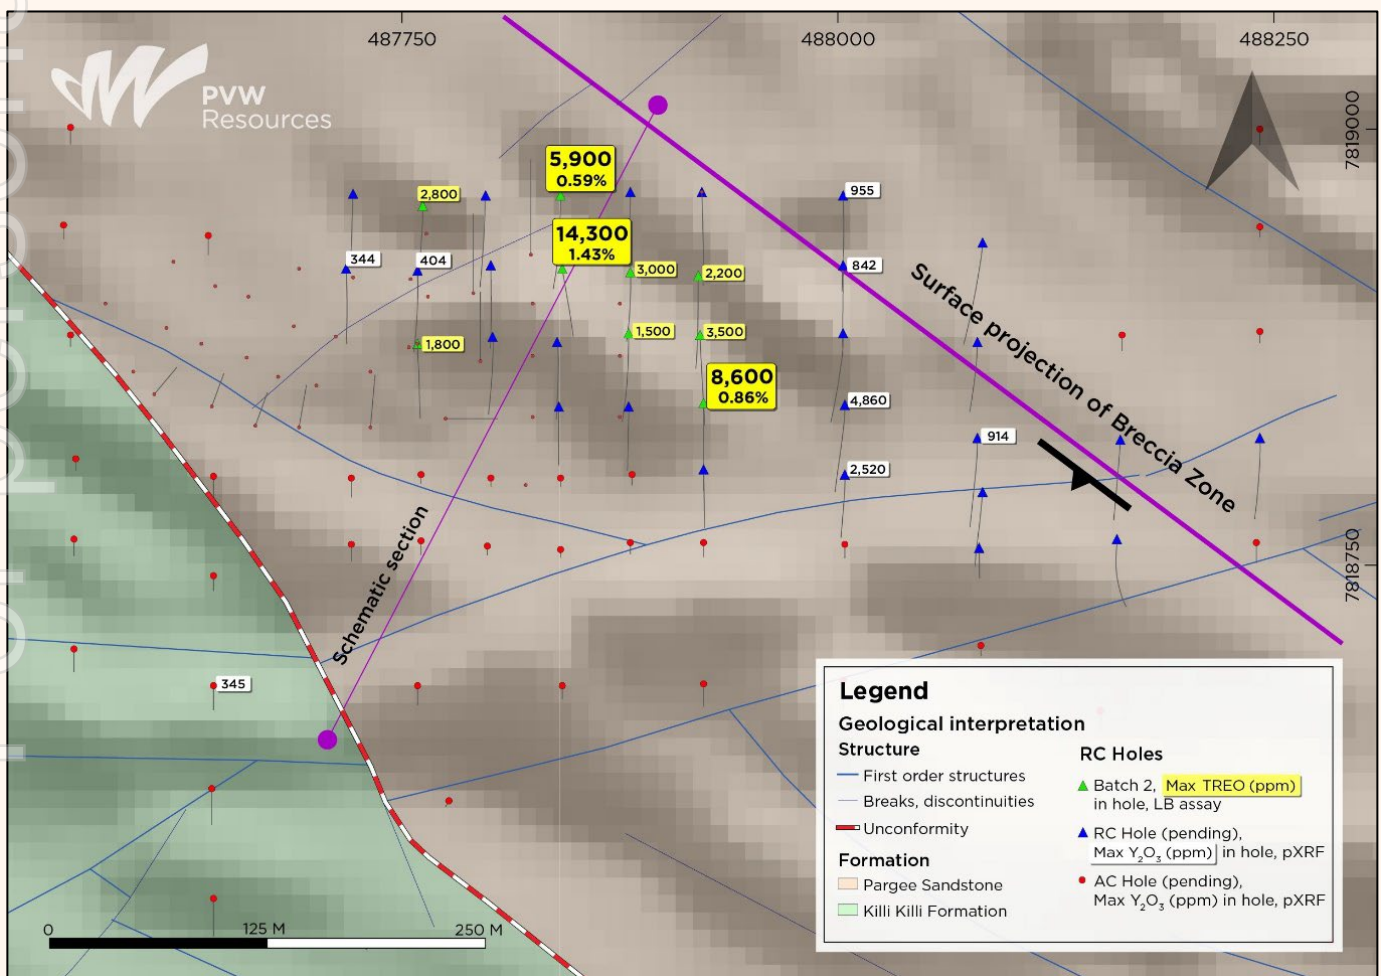 487750
488000
488250
PVW
Resources
7819000
5,900
0.59%
2,800
955
14,300
1.43%
344
404
3,000
2,200
842
1,800
1,500
3,500
8,600
0.86%
4,860
914
2,520
Surface projection of Breccia Zone
Schematic section
7818750
345
Legend
Geological interpretation
Structure
First order structures
Breaks, discontinuities
Unconformity
Formation
Pargee Sandstone
Killi Killi Formation
RC Holes
Batch 2, Max TREO (ppm)
in hole, LB assay
RC Hole (pending),
Max Y₂O₃ (ppm) in hole, pXRF
AC Hole (pending),
Max Y₂O₃ (ppm) in hole, pXRF
0
125 M
250 M